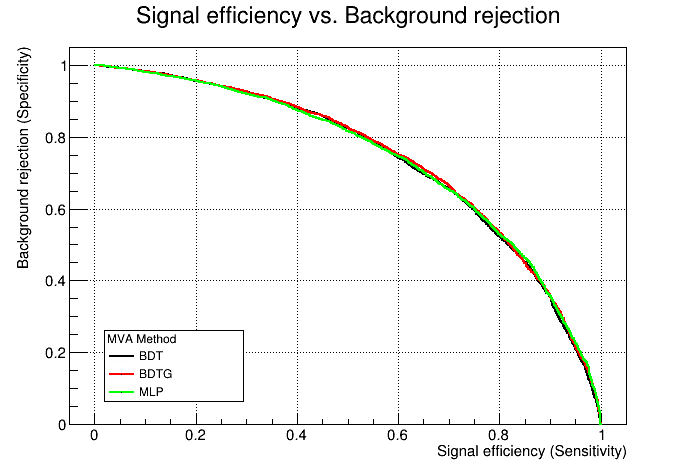 Signal efficiency vs. Background rejection
Background rejection (Specificity)
1
0.8
0.6
0.4
0.2
0
MVA Method
BDT
BDTG
MLP
0 0.2 0.4 0.6 0.8 1
Signal efficiency (Sensitivity)